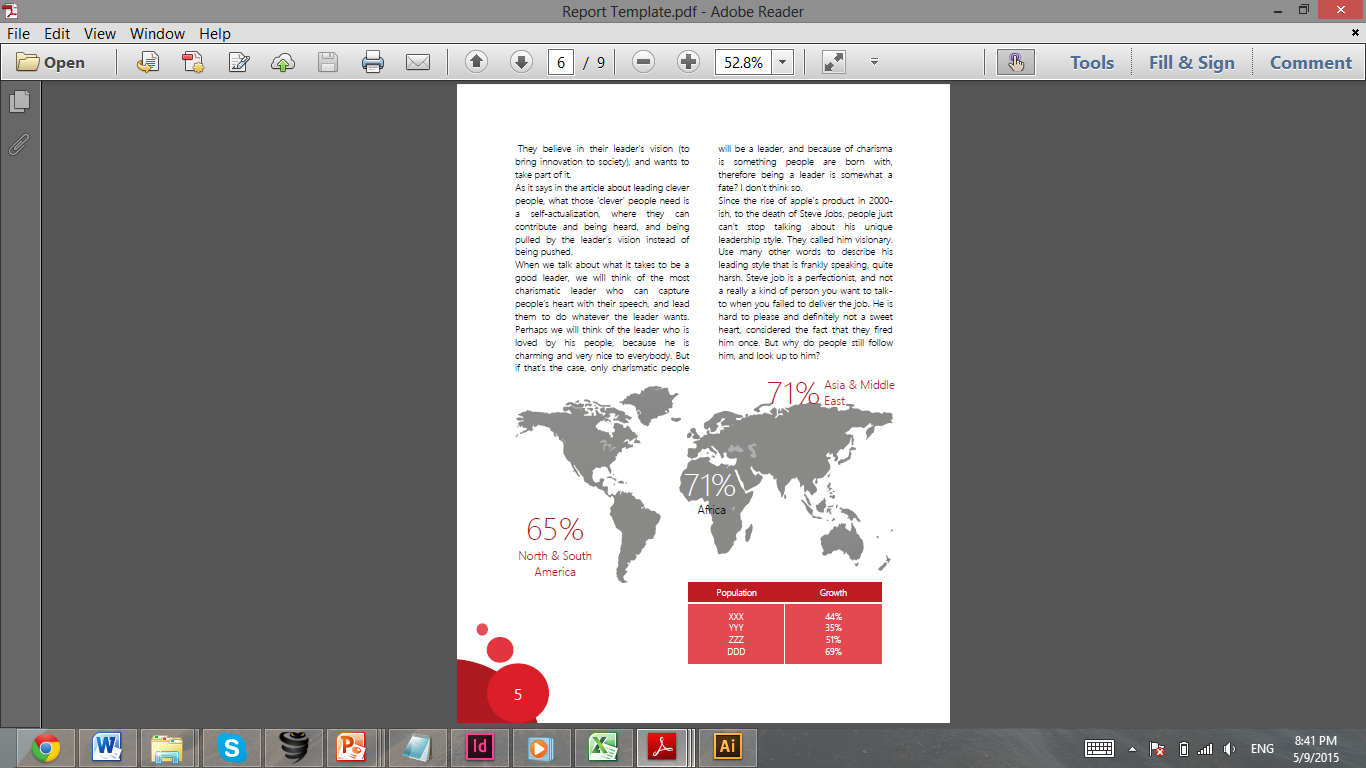 Report Template.pdf - Adobe Reader
File Edit View Window Help
Open
6 / 9
52.8%
Tools
Fill & Sign
Comment
They believe in their leader's vision (to
bring innovation to society), and wants to
take part of it.
As it says in the article about leading clever
people, what those 'clever' people need is
a self-actualization, where they can
contribute and being heard, and being
pulled by the leader's vision instead of
being pushed.
When we talk about what it takes to be a
good leader, we will think of the most
charismatic leader who can capture
people's heart with their speech, and lead
them to do whatever the leader wants.
Perhaps we will think of the leader who is
loved by his people, because he is
charming and very nice to everybody. But
if that's the case, only charismatic people
will be a leader, and because of charisma
is something people are born with,
therefore being a leader is somewhat a
fate? I don't think so.
Since the rise of apple's product in 2000-
ish, to the death of Steve Jobs, people just
can't stop talking about his unique
leadership style. They called him visionary.
Use many other words to describe his
leading style that is frankly speaking, quite
harsh. Steve job is a perfectionist, and not
a really a kind of person you want to talk-
to when you failed to deliver the job. He is
hard to please and definitely not a sweet
heart, considered the fact that they fired
him once. But why do people still follow
him, and look up to him?
71% Asia & Middle
East
71%
Africa
65%
North & South
America
Population Growth
XXX 44%
YYY 35%
ZZZ 51%
DDD 69%
5
W
S
P
Id
X
Ai
ENG
8:41 PM
5/9/2015